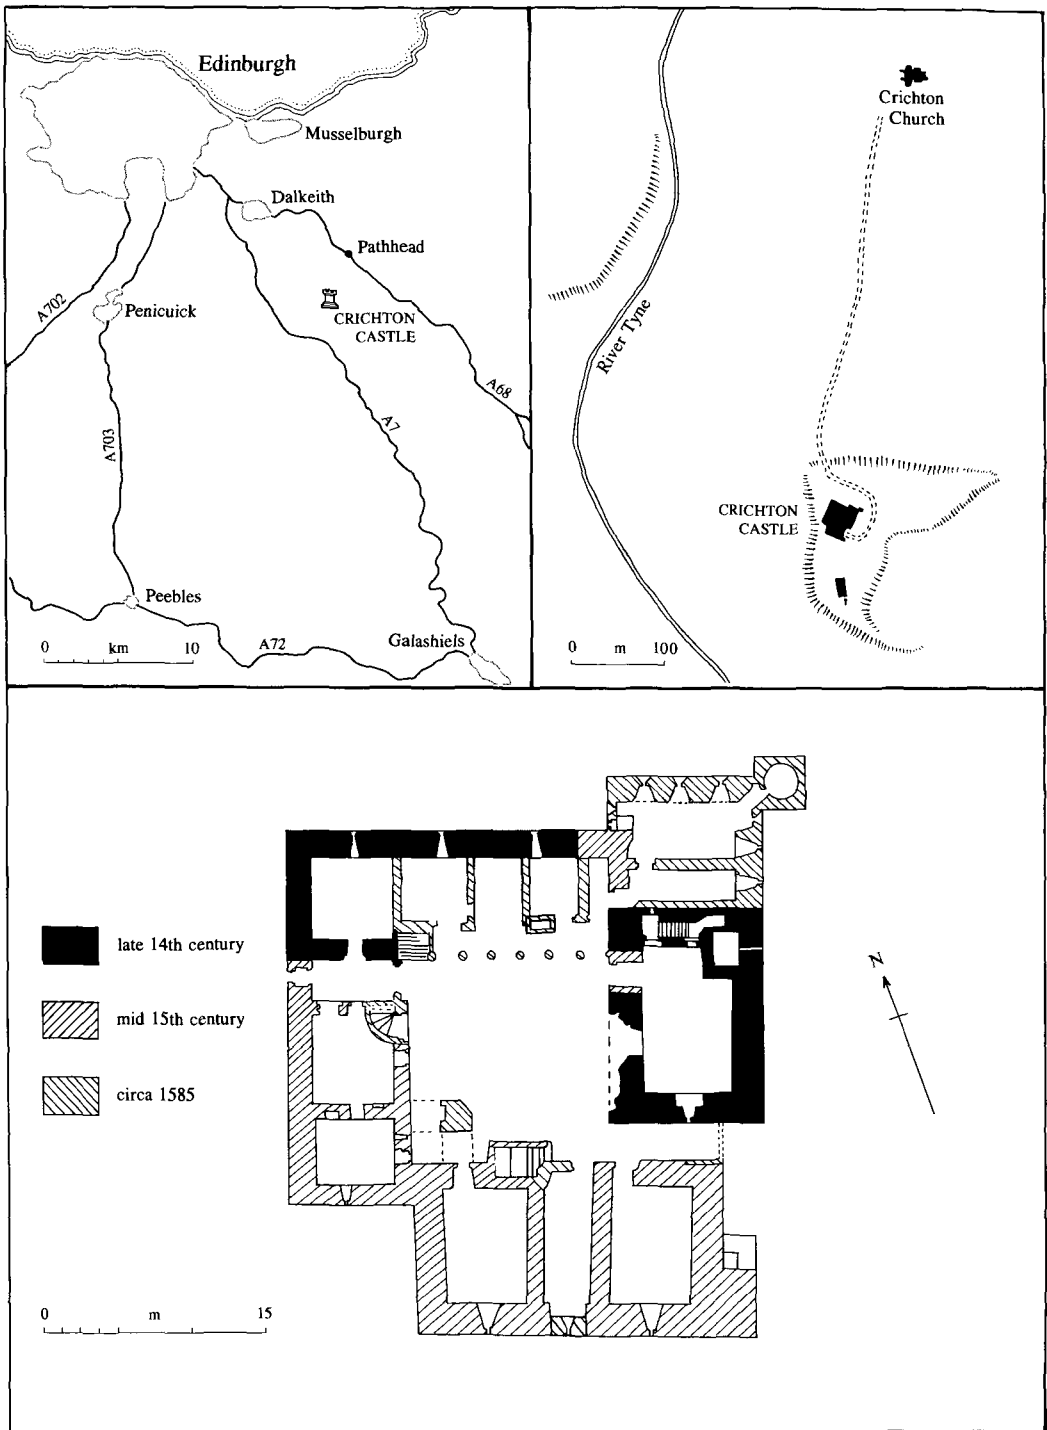 Edinburgh
Musselburgh
Dalkeith
Pathhead
A702
Penicuick
CRICHTON
CASTLE
A68
A7
A703
Peebles
A72
Galashiels
0 km 10
Crichton
Church
River Tyne
CRICHTON
CASTLE
0 m 100
late 14th century
mid 15th century
circa 1585
N
0 m 15